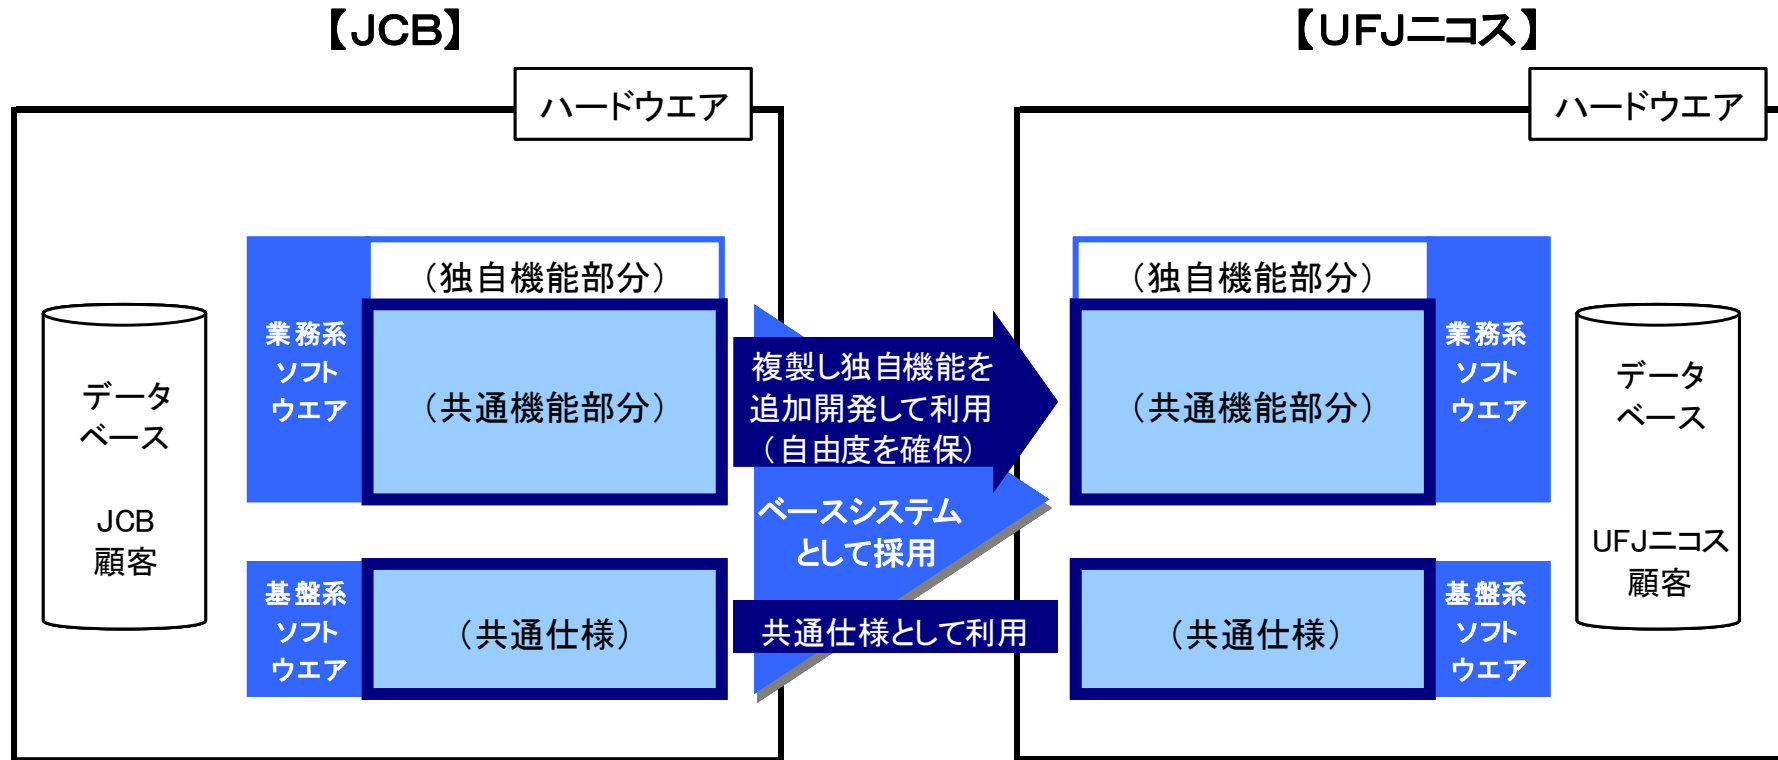 【JCB】
【UFJニコス】
ハードウエア
ハードウエア
業務系
ソフト
ウエア
（独自機能部分）
（共通機能部分）
データ
ベース
JCB
顧客
基盤系
ソフト
ウエア
（共通仕様）
複製し独自機能を
追加開発して利用
（自由度を確保）
ベースシステム
として採用
共通仕様として利用
（独自機能部分）
（共通機能部分）
業務系
ソフト
ウエア
データ
ベース
UFJニコス
顧客
（共通仕様）
基盤系
ソフト
ウエア